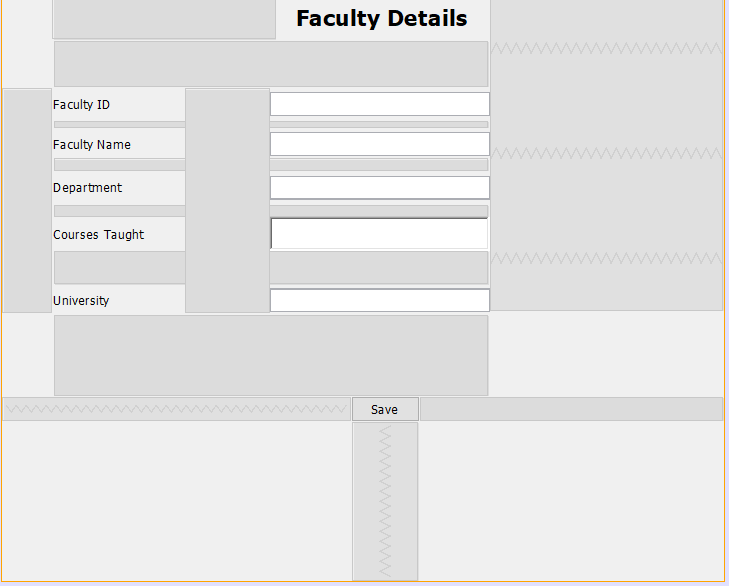 Faculty Details
Faculty ID
Faculty Name
Department
Courses Taught
University
Save